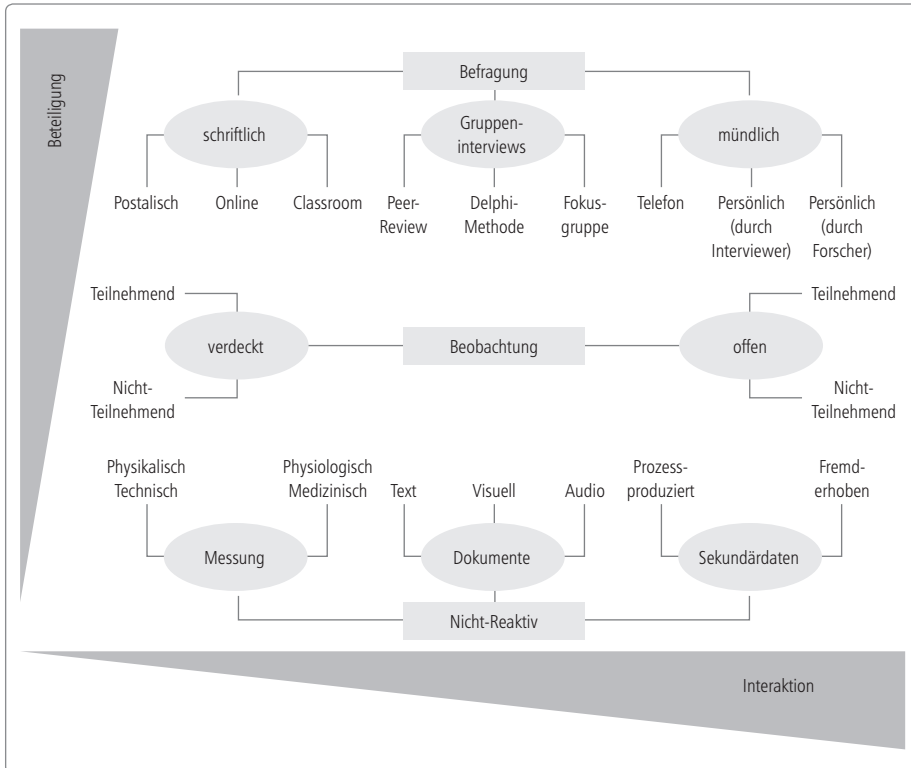 Beteiligung
Befragung
schriftlich
Gruppen-
interviews
mündlich
Postalisch
Online
Classroom
Peer-
Review
Delphi-
Methode
Fokus-
gruppe
Telefon
Persönlich
(durch
Interviewer)
Persönlich
(durch
Forscher)
Teilnehmend
Teilnehmend
verdeckt
Beobachtung
offen
Nicht-
Teilnehmend
Nicht-
Teilnehmend
Physikalisch
Technisch
Physiologisch
Medizinisch
Text
Visuell
Audio
Prozess-
produziert
Fremd-
erhoben
Messung
Dokumente
Sekundärdaten
Nicht-Reaktiv
Interaktion